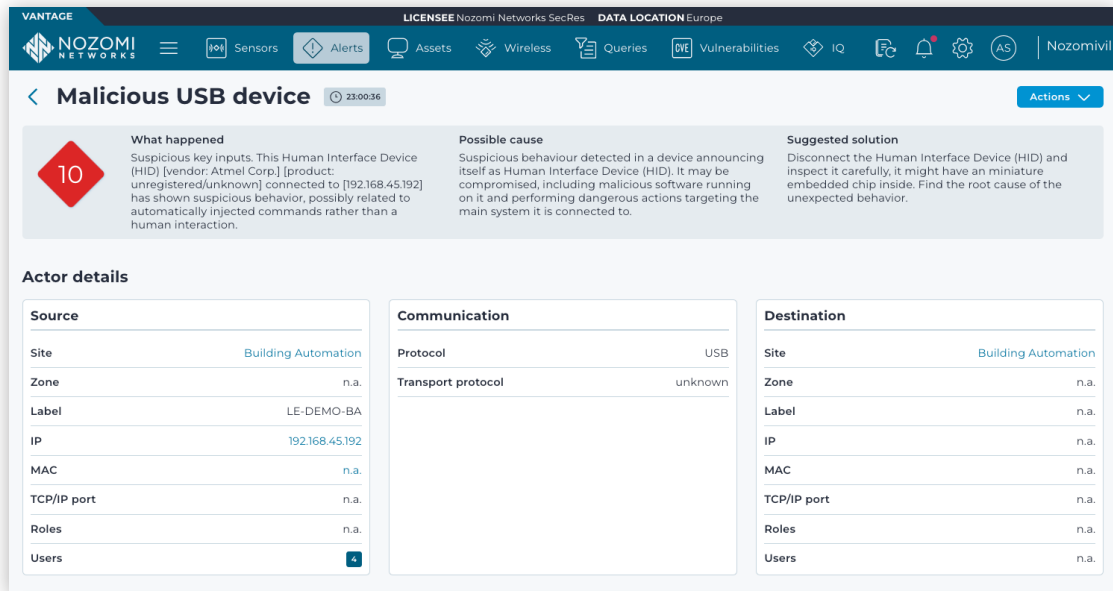 VANTAGE
LICENSEE Nozomi Networks SecRes DATA LOCATION Europe
NOZOMI NETWORKS
Sensors
Alerts
Assets
Wireless
Queries
CVE Vulnerabilities
IQ
AS
Nozomivil
Malicious USB device
23:00:36
Actions
10
What happened
Suspicious key inputs. This Human Interface Device
(HID) [vendor: Atmel Corp.] [product:
unregistered/unknown] connected to [192.168.45.192]
has shown suspicious behavior, possibly related to
automatically injected commands rather than a
human interaction.
Possible cause
Suspicious behaviour detected in a device announcing
itself as Human Interface Device (HID). It may be
compromised, including malicious software running
on it and performing dangerous actions targeting the
main system it is connected to.
Suggested solution
Disconnect the Human Interface Device (HID) and
inspect it carefully, it might have an miniature
embedded chip inside. Find the root cause of the
unexpected behavior.
Actor details
Source
Site Building Automation
Zone n.a.
Label LE-DEMO-BA
IP 192.168.45.192
MAC n.a.
TCP/IP port n.a.
Roles n.a.
Users 4
Communication
Protocol USB
Transport protocol unknown
Destination
Site Building Automation
Zone n.a.
Label n.a.
IP n.a.
MAC n.a.
TCP/IP port n.a.
Roles n.a.
Users n.a.